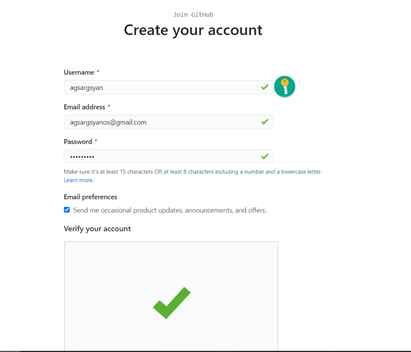 Join GitHub
Create your account
Username *
agsargsyan
Email address *
agsargsyanos@gmail.com
Password *
•••••••••
Make sure it's at least 15 characters OR at least 8 characters including a number and a lowercase letter.
Learn more.
Email preferences
Send me occasional product updates, announcements, and offers.
Verify your account